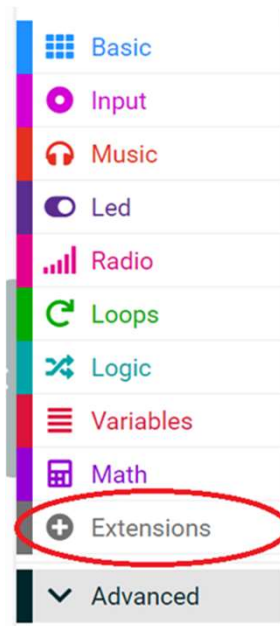 Basic
Input
Music
Led
Radio
Loops
Logic
Variables
Math
Extensions
Advanced